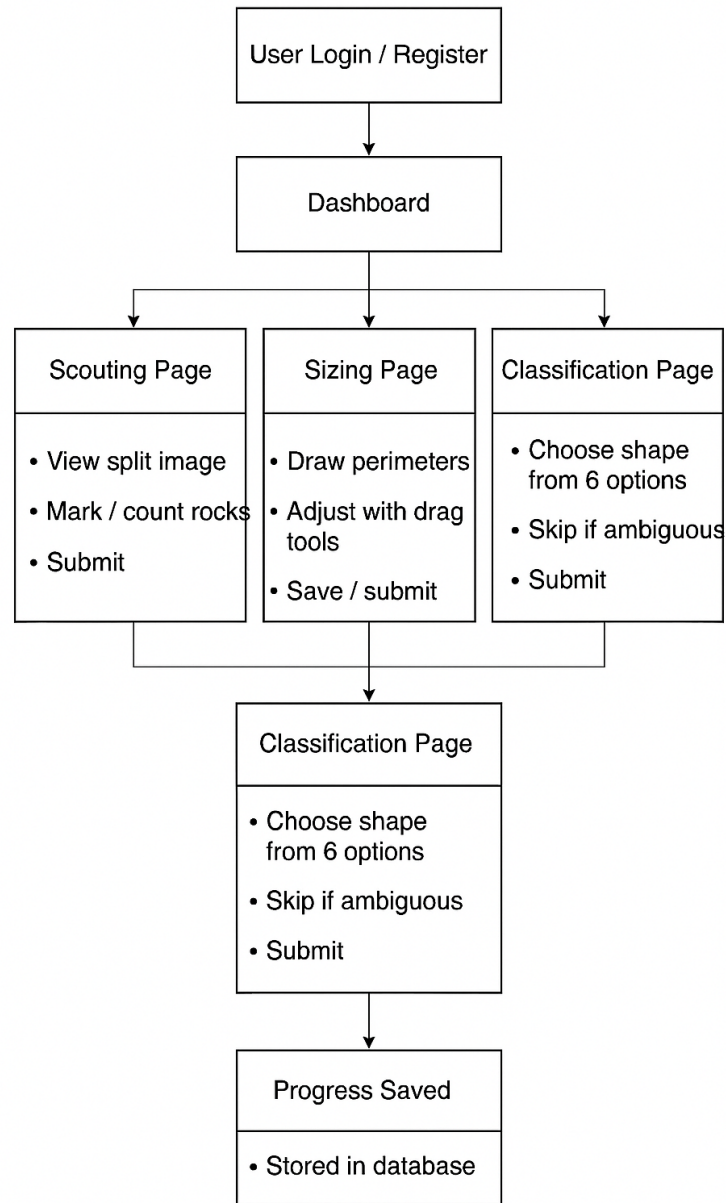 User Login / Register
Dashboard
Scouting Page
• View split image
• Mark / count rocks
• Submit
Sizing Page
• Draw perimeters
• Adjust with drag
tools
• Save / submit
Classification Page
• Choose shape
from 6 options
• Skip if ambiguous
• Submit
Classification Page
• Choose shape
from 6 options
• Skip if ambiguous
• Submit
Progress Saved
• Stored in database